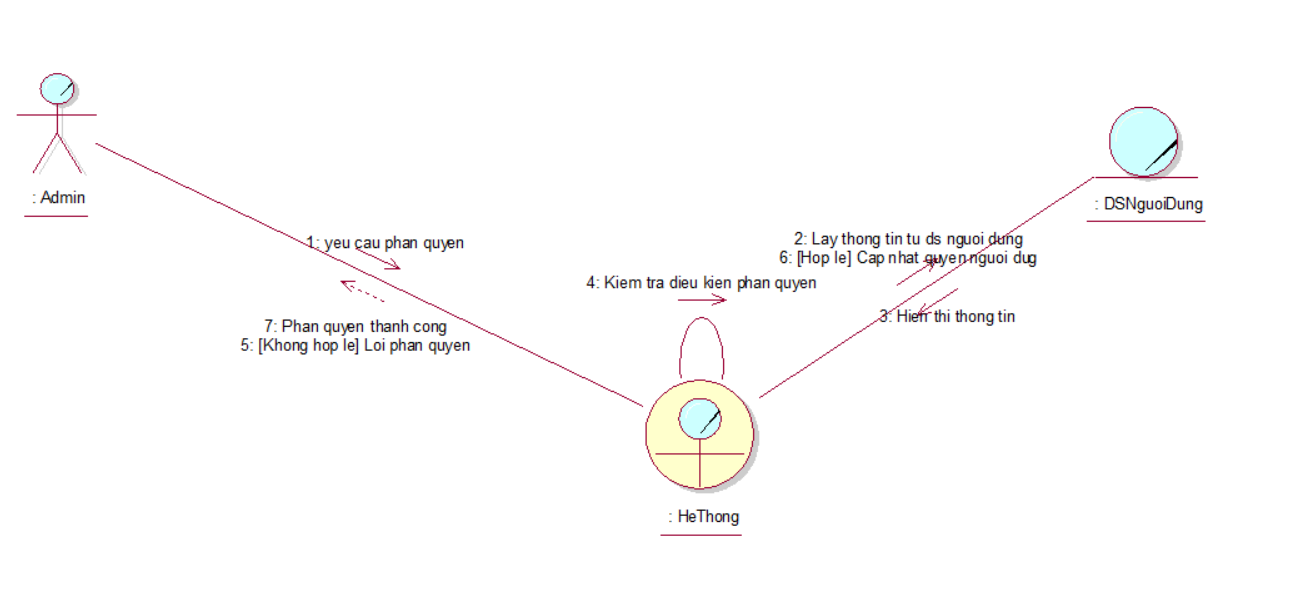 : Admin
: DSNguoiDung
1: yeu cau phan quyen
2: Lay thong tin tu ds nguoi dung
6: [Hop le] Cap nhat quyen nguoi dug
4: Kiem tra dieu kien phan quyen
3: Hien thi thong tin
7: Phan quyen thanh cong
5: [Khong hop le] Loi phan quyen
: HeThong